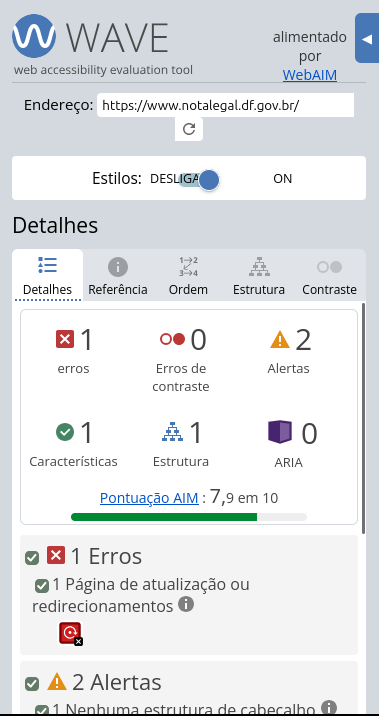 WAVE
web accessibility evaluation tool
alimentado
por
WebAIM
Endereço: https://www.notalegal.df.gov.br/
Estilos: DESLIGA ON
Detalhes
Detalhes Referência Ordem Estrutura Contraste
1 0 2
erros Erros de contraste Alertas
1 1 0
Características Estrutura ARIA
Pontuação AIM : 7,9 em 10
1 Erros
1 Página de atualização ou
redirecionamentos
2 Alertas
1 Nenhuma estrutura de cabeçalho